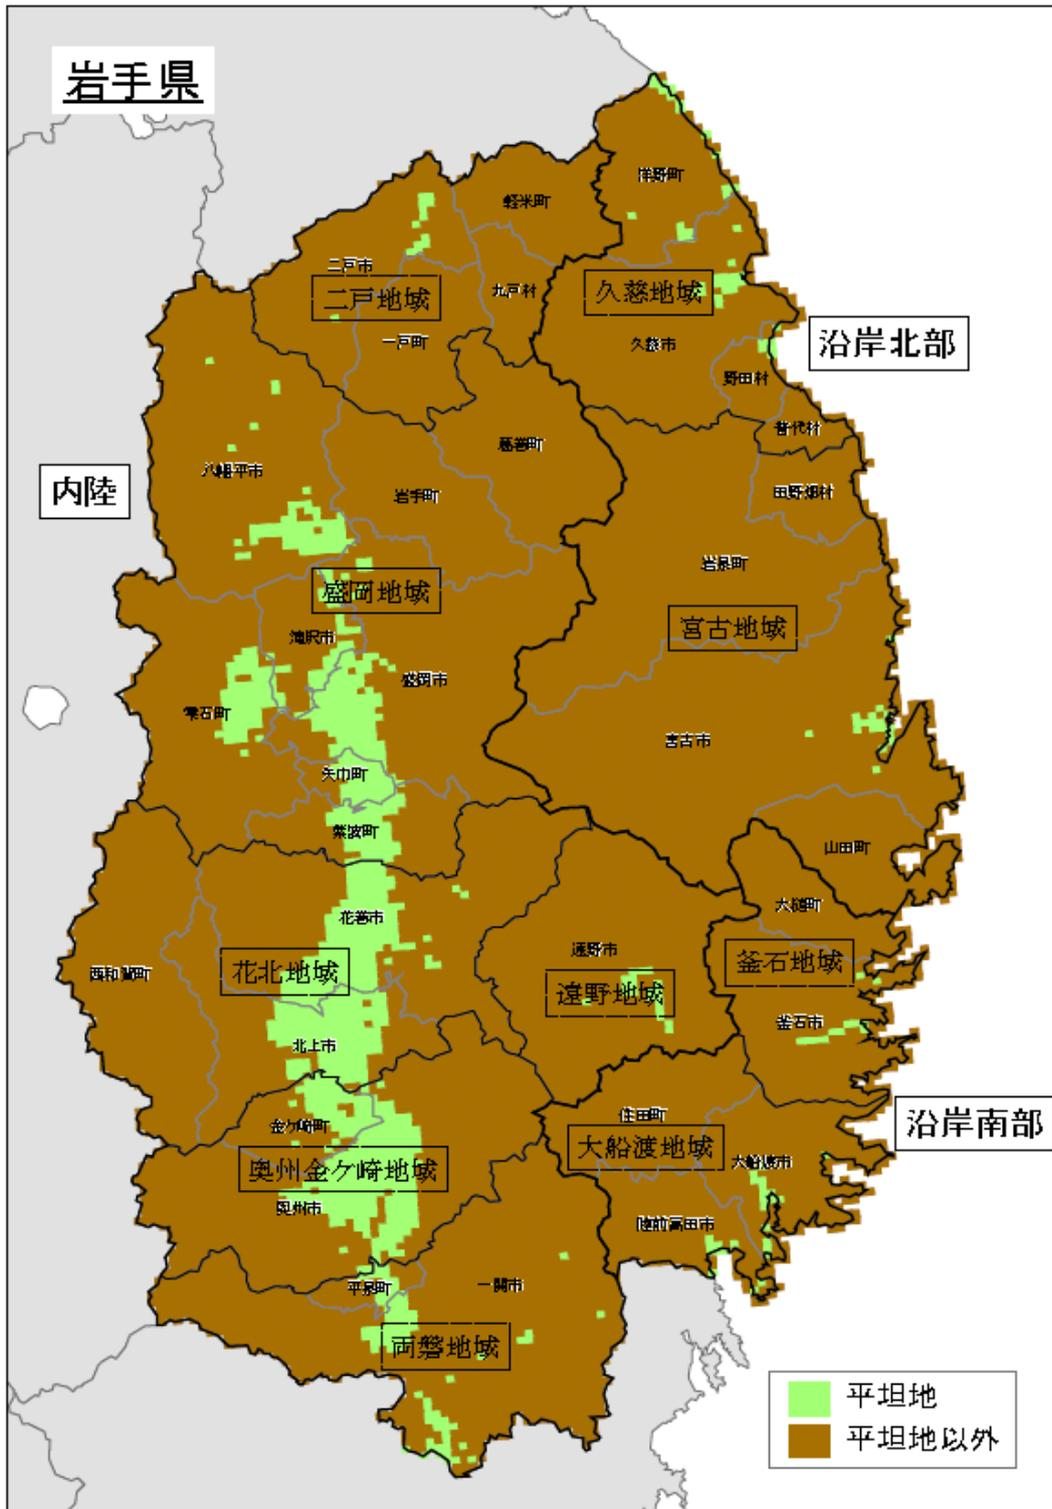 岩手県
洋野町
軽米町
二戸市
二戸地域
九戸村
久慈地域
一戸町
久慈市
沿岸北部
野田村
普代村
葛巻町
八幡平市
内陸
岩手町
田野畑村
岩泉町
盛岡地域
宮古地域
滝沢市
盛岡市
雫石町
宮古市
矢巾町
紫波町
山田町
大槌町
花巻市
遠野市
西和賀町
花北地域
釜石地域
遠野地域
釜石市
北上市
金ケ崎町
住田町
沿岸南部
大船渡地域
奥州金ケ崎地域
大船渡市
奥州市
陸前高田市
平泉町
一関市
両磐地域
平坦地
平坦地以外